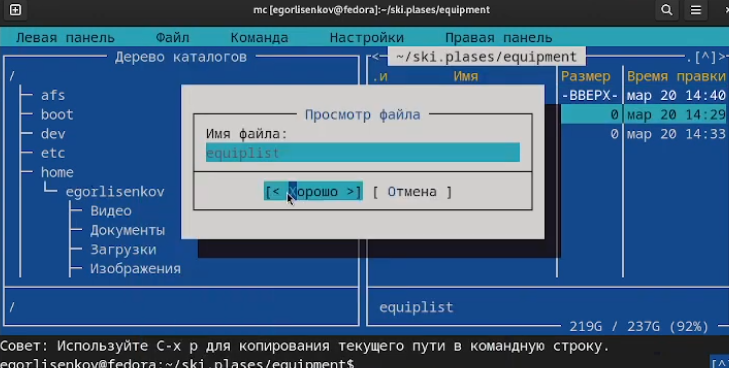 mc [egorlisenkov@fedora]:~/ski.plases/equipment
Левая панель Файл Команда Настройки Правая панель
Дерево каталогов
<─ ~/ski.plases/equipment .[^]>
/
.и Имя Размер Время правки
afs
-ВВЕРХ- мар 20 14:40
boot
0 мар 20 14:29
dev
0 мар 20 14:33
etc
home
egorlisenkov
Видео
Документы
Загрузки
Изображения
Просмотр файла
Имя файла:
equiplist
[< Хорошо >] [ Отмена ]
/
equiplist
219G / 237G (92%)
Совет: Используйте C-x p для копирования текущего пути в командную строку.
egorlisenkov@fedora:~/ski.plases/equipment$ [^]